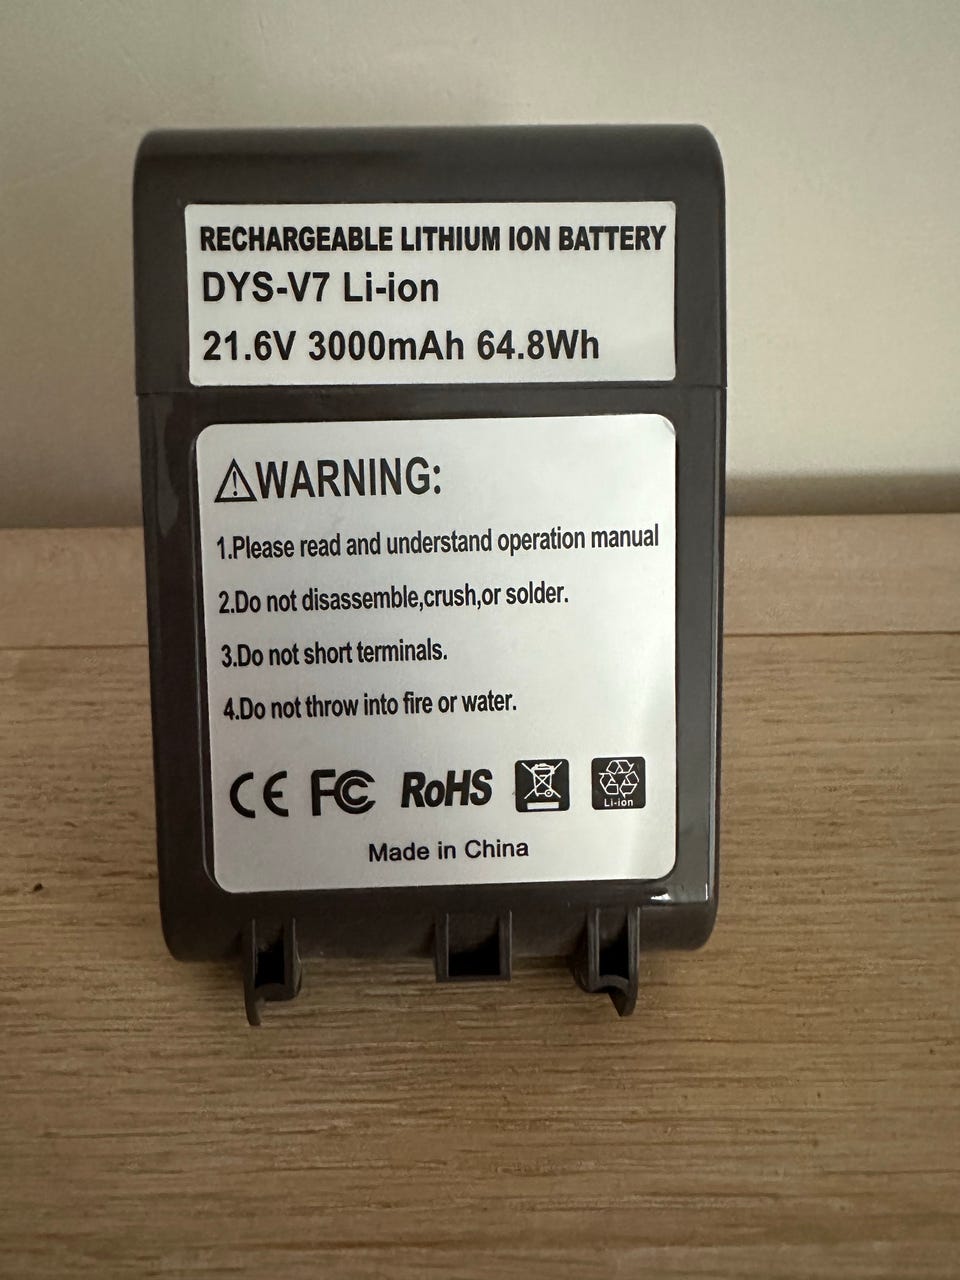 RECHARGEABLE LITHIUM ION BATTERY
DYS-V7 Li-ion
21.6V 3000mAh 64.8Wh
⚠WARNING:
1.Please read and understand operation manual
2.Do not disassemble,crush,or solder.
3.Do not short terminals.
4.Do not throw into fire or water.
CE FC RoHS Li-ion
Made in China